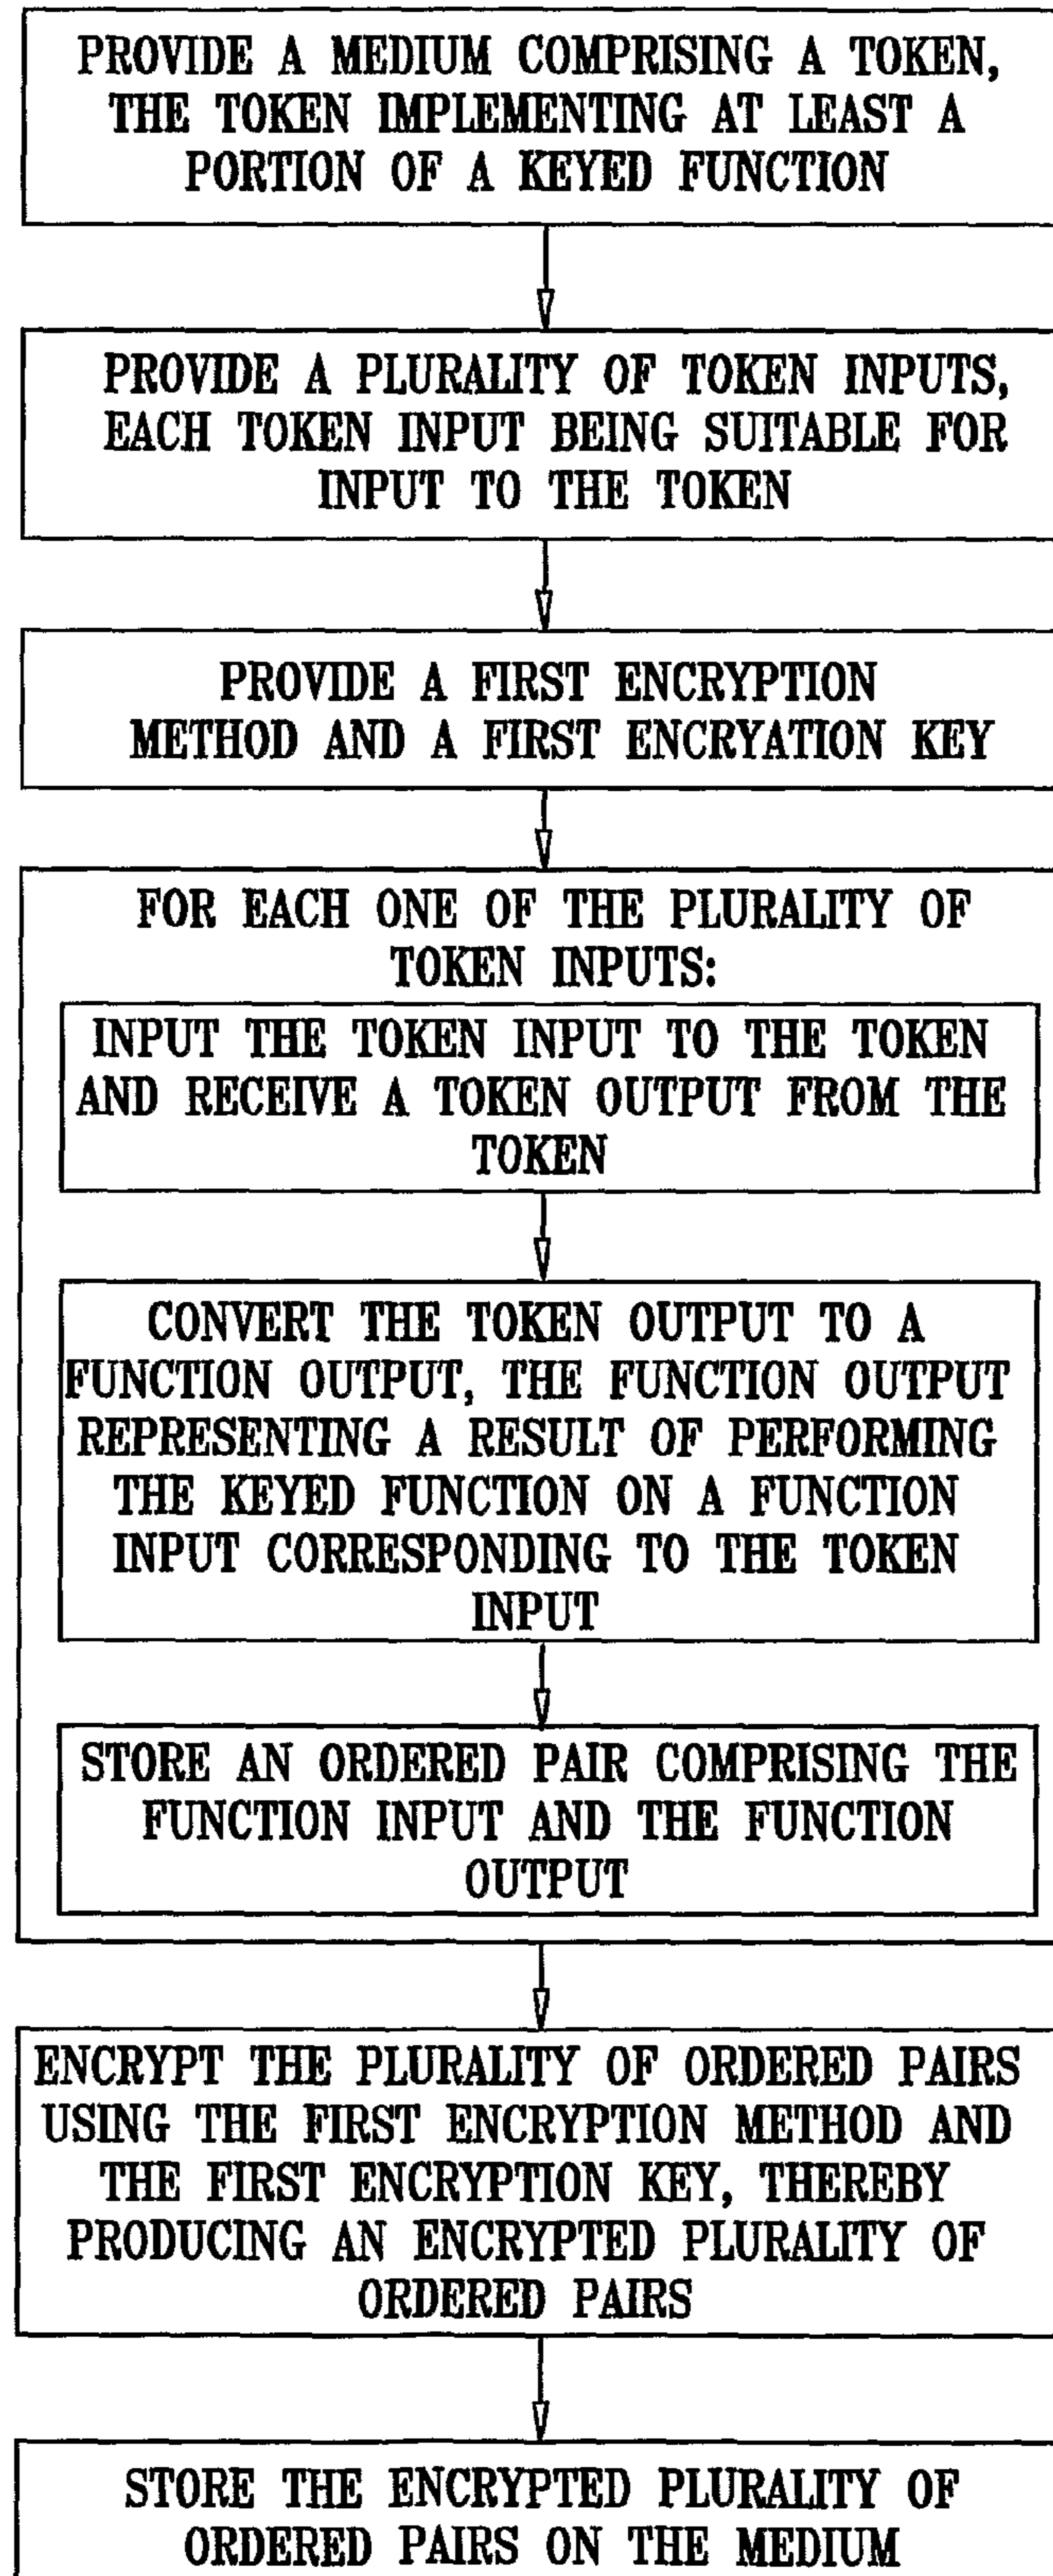 PROVIDE A MEDIUM COMPRISING A TOKEN,
THE TOKEN IMPLEMENTING AT LEAST A
PORTION OF A KEYED FUNCTION
PROVIDE A PLURALITY OF TOKEN INPUTS,
EACH TOKEN INPUT BEING SUITABLE FOR
INPUT TO THE TOKEN
PROVIDE A FIRST ENCRYPTION
METHOD AND A FIRST ENCRYATION KEY
FOR EACH ONE OF THE PLURALITY OF
TOKEN INPUTS:
INPUT THE TOKEN INPUT TO THE TOKEN
AND RECEIVE A TOKEN OUTPUT FROM THE
TOKEN
CONVERT THE TOKEN OUTPUT TO A
FUNCTION OUTPUT, THE FUNCTION OUTPUT
REPRESENTING A RESULT OF PERFORMING
THE KEYED FUNCTION ON A FUNCTION
INPUT CORRESPONDING TO THE TOKEN
INPUT
STORE AN ORDERED PAIR COMPRISING THE
FUNCTION INPUT AND THE FUNCTION
OUTPUT
ENCRYPT THE PLURALITY OF ORDERED PAIRS
USING THE FIRST ENCRYPTION METHOD AND
THE FIRST ENCRYPTION KEY, THEREBY
PRODUCING AN ENCRYPTED PLURALITY OF
ORDERED PAIRS
STORE THE ENCRYPTED PLURALITY OF
ORDERED PAIRS ON THE MEDIUM